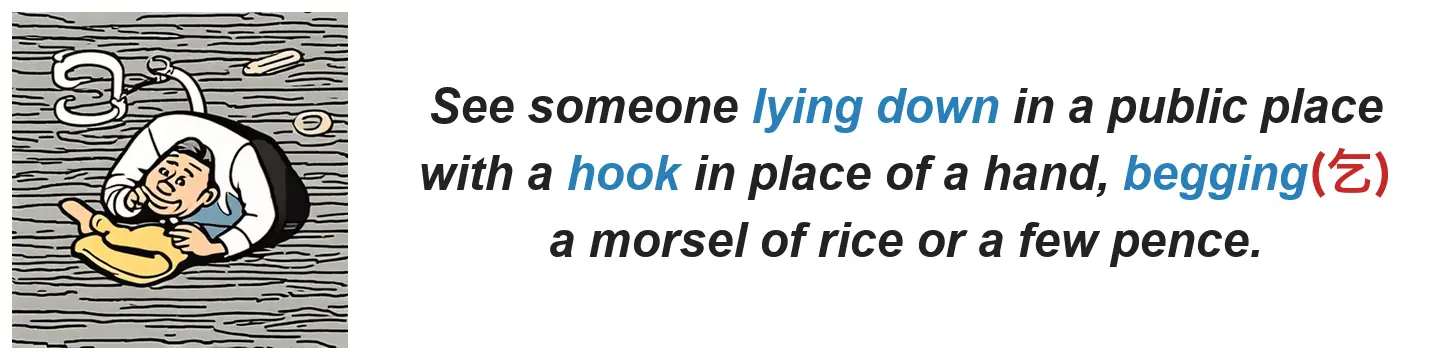 See someone lying down in a public place
with a hook in place of a hand, begging(乞)
a morsel of rice or a few pence.